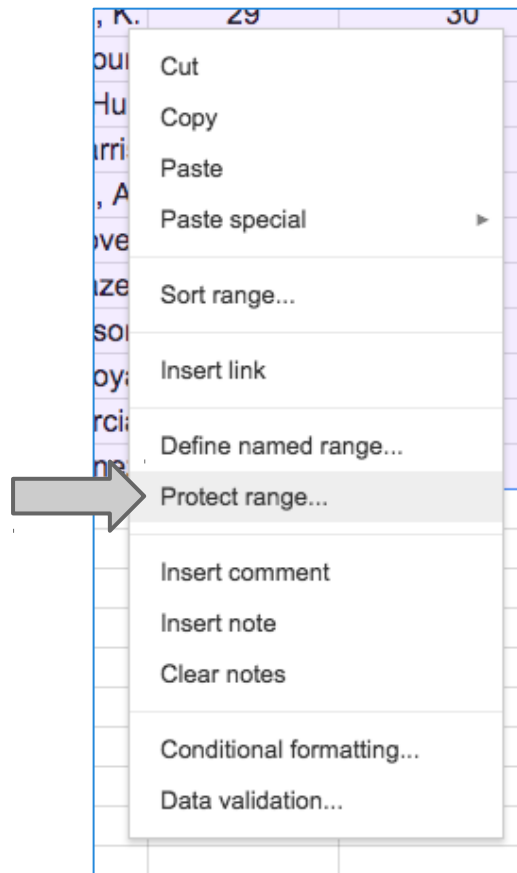 , K. 29 30
Cut
Copy
Paste
Paste special
Sort range...
Insert link
Define named range...
Protect range...
Insert comment
Insert note
Clear notes
Conditional formatting...
Data validation...